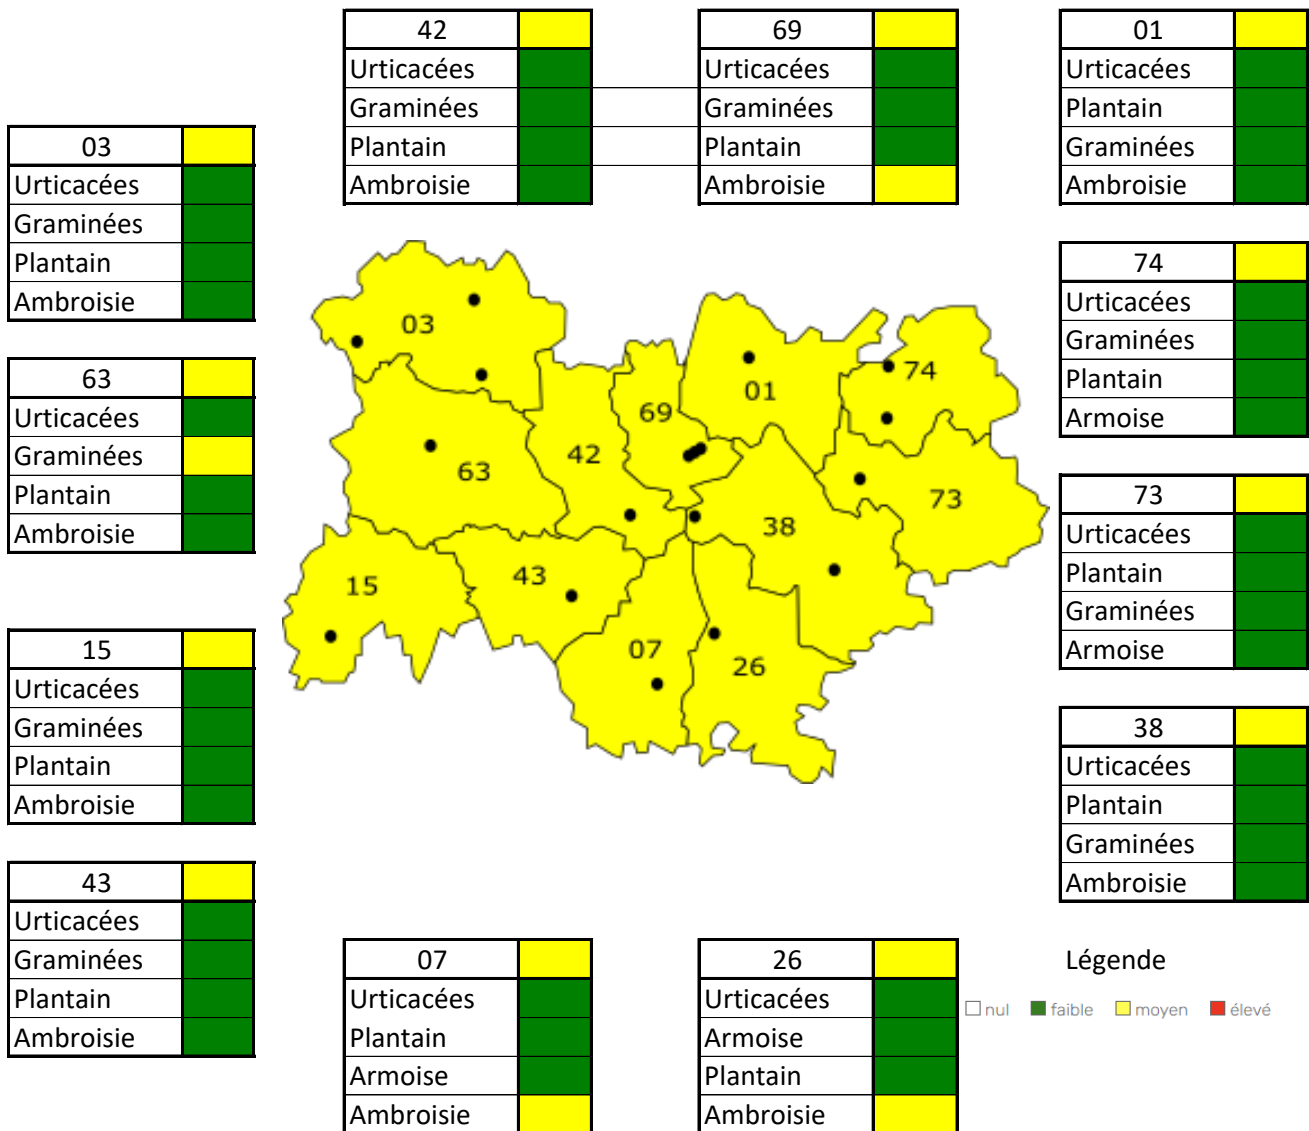 42
Urticacées
Graminées
Plantain
Ambroisie
69
Urticacées
Graminées
Plantain
Ambroisie
01
Urticacées
Plantain
Graminées
Ambroisie
03
Urticacées
Graminées
Plantain
Ambroisie
74
Urticacées
Graminées
Plantain
Armoise
63
Urticacées
Graminées
Plantain
Ambroisie
03
74
01
69
42
63
73
38
43
15
07
26
73
Urticacées
Plantain
Graminées
Armoise
15
Urticacées
Graminées
Plantain
Ambroisie
38
Urticacées
Plantain
Graminées
Ambroisie
43
Urticacées
Graminées
Plantain
Ambroisie
07
Urticacées
Plantain
Armoise
Ambroisie
26
Urticacées
Armoise
Plantain
Ambroisie
Légende
nul faible moyen élevé